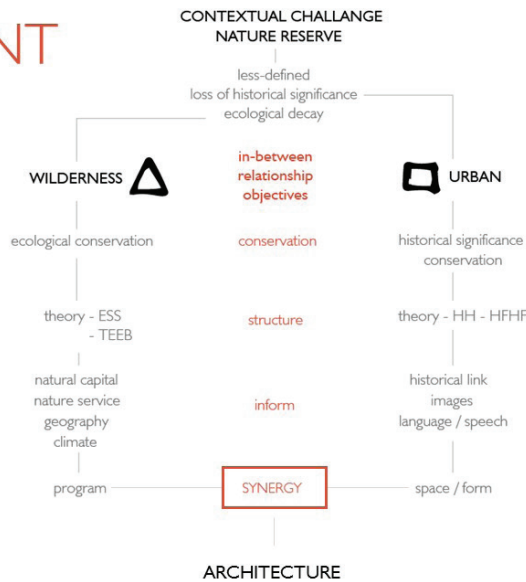 NT
CONTEXTUAL CHALLANGE
NATURE RESERVE
less-defined
loss of historical significance
ecological decay
in-between
relationship
objectives
WILDERNESS
URBAN
ecological conservation
conservation
historical significance
conservation
theory - ESS
- TEEB
structure
theory - HH - HFHF
natural capital
nature service
geography
climate
inform
historical link
images
language / speech
program
SYNERGY
space / form
ARCHITECTURE